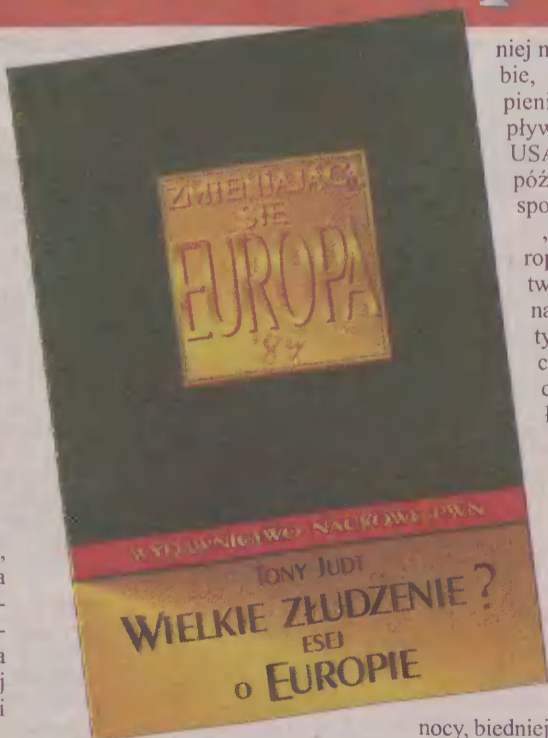 ZMIENIAJĄCA
SIĘ
EUROPA
'89
WYDAWNICTWO NAUKOWE PWN
TONY JUDT
WIELKIE ZŁUDZENIE?
ESEJ
O EUROPIE
niej n
bie,
pieni
pływ
USA
póź
spo
rop
tw
na
ty
c
nocy, biedniej
a
a
j
i